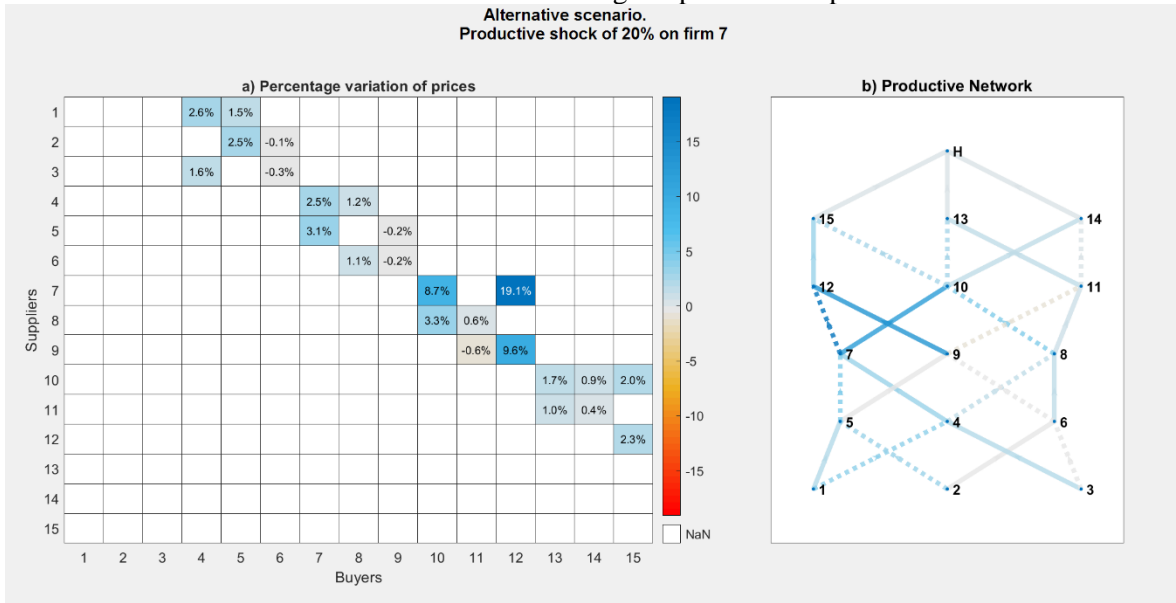 Alternative scenario.
Productive shock of 20% on firm 7
a) Percentage variation of prices
Suppliers
1 2.6% 1.5%
2 2.5% -0.1%
3 1.6% -0.3%
4 2.5% 1.2%
5 3.1% -0.2%
6 1.1% -0.2%
7 8.7% 19.1%
8 3.3% 0.6%
9 -0.6% 9.6%
10 1.7% 0.9% 2.0%
11 1.0% 0.4%
12 2.3%
13
14
15
1 2 3 4 5 6 7 8 9 10 11 12 13 14 15
Buyers
15
10
5
0
-5
-10
-15
NaN
b) Productive Network
H
15 13 14
12 10 11
7 9 8
5 4 6
1 2 3